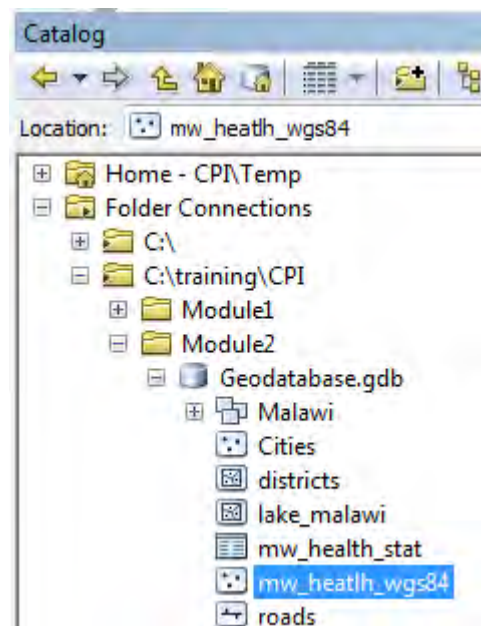 Catalog
Location: mw_heatlh_wgs84
Home - CPI\Temp
Folder Connections
C:\
C:\training\CPI
Module1
Module2
Geodatabase.gdb
Malawi
Cities
districts
lake_malawi
mw_health_stat
mw_heatlh_wgs84
roads